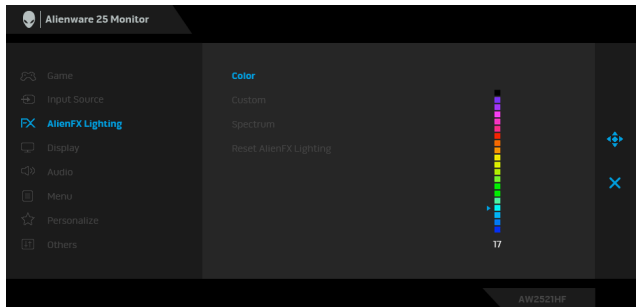 Alienware 25 Monitor
Game
Input Source
AlienFX Lighting
Display
Audio
Menu
Personalize
Others
Color
Custom
Spectrum
Reset AlienFX Lighting
17
AW2521HF